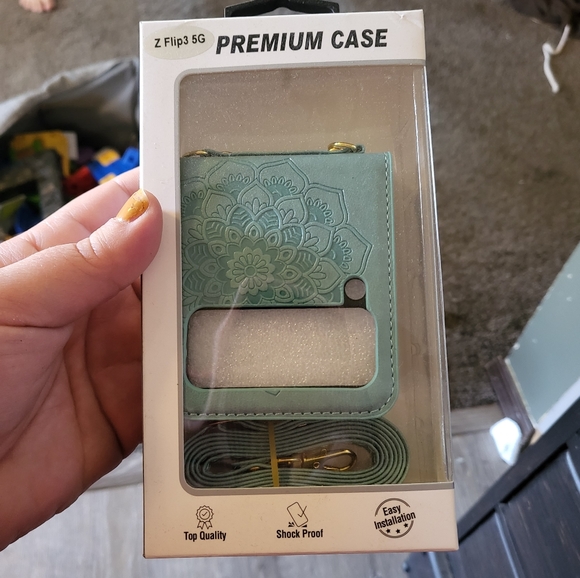 Z Flip3 5G
PREMIUM CASE
Top Quality
Shock Proof
Easy
Installation